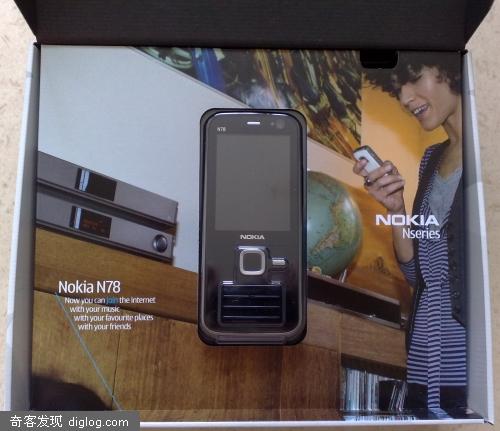 N78
NOKIA
NOKIA
Nseries
Nokia N78
Now you can join the internet
with your music
with your favourite places
with your friends
奇客发现 diglog.com